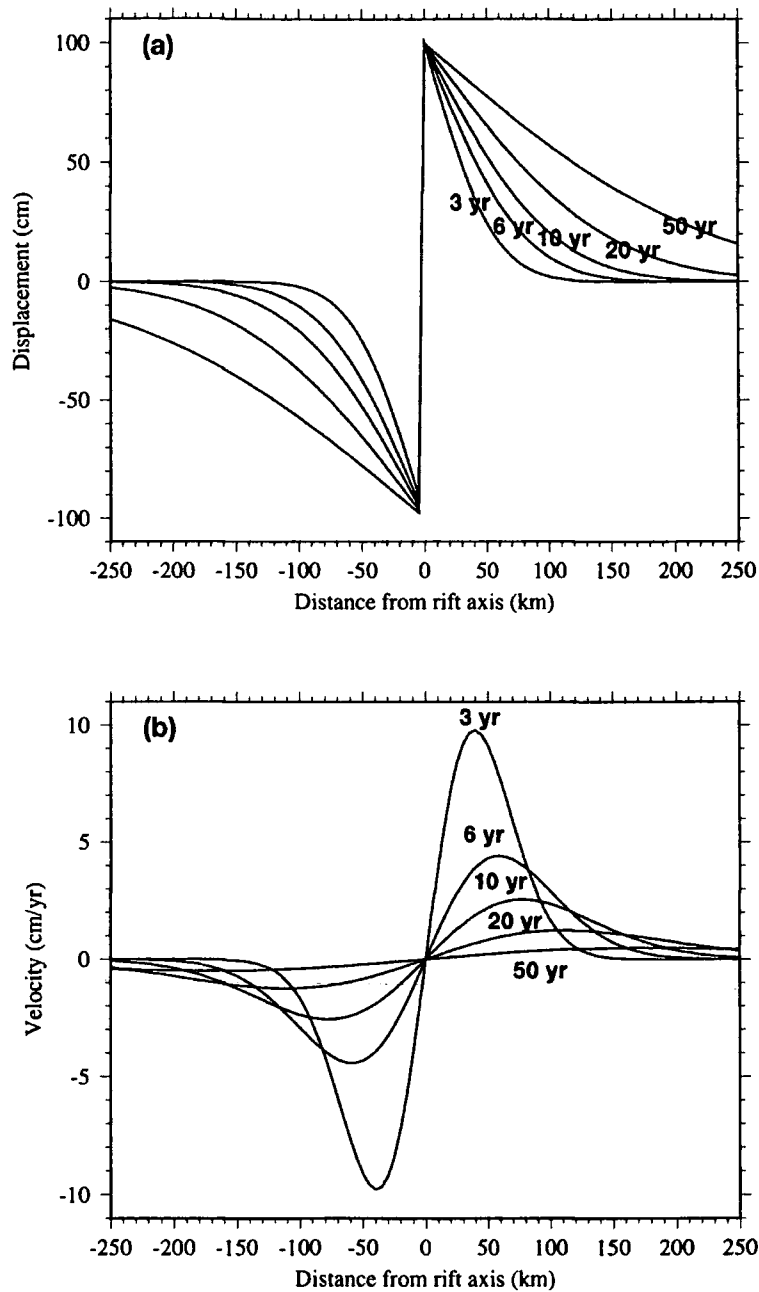 (a)
100
50
0
-50
-100
Displacement (cm)
3 yr
6 yr
10 yr
20 yr
50 yr
-250 -200 -150 -100 -50 0 50 100 150 200 250
Distance from rift axis (km)
(b)
10
5
0
-5
-10
Velocity (cm/yr)
3 yr
6 yr
10 yr
20 yr
50 yr
-250 -200 -150 -100 -50 0 50 100 150 200 250
Distance from rift axis (km)